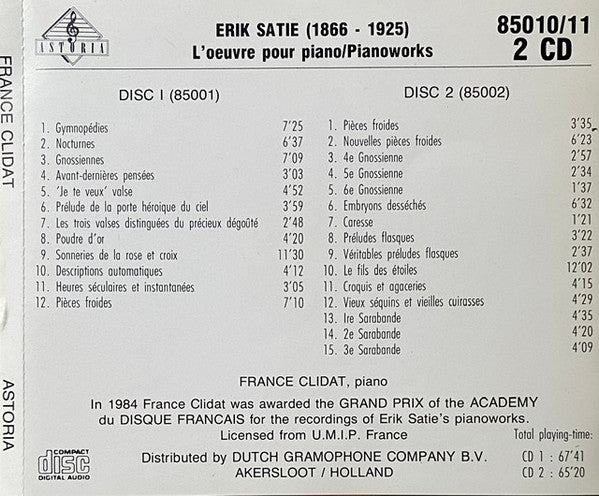 FRANCE CLIDAT
ASTORIA
ASTORIA
ERIK SATIE (1866 - 1925)
L'oeuvre pour piano/Pianoworks
85010/11
2 CD
DISC I (85001)
1. Gymnopédies 7'25
2. Nocturnes 6'37
3. Gnossiennes 7'09
4. Avant-dernières pensées 3'03
5. 'Je te veux' valse 4'52
6. Prélude de la porte héroique du ciel 3'59
7. Les trois valses distinguées du précieux dégoûté 2'48
8. Poudre d'or 4'20
9. Sonneries de la rose et croix 11'30
10. Descriptions automatiques 4'12
11. Heures séculaires et instantanées 3'05
12. Pièces froides 7'10
DISC 2 (85002)
1. Pièces froides 3'35
2. Nouvelles pièces froides 6'23
3. 4e Gnossienne 2'57
4. 5e Gnossienne 2'34
5. 6e Gnossienne 1'37
6. Embryons desséchés 6'32
7. Caresse 1'21
8. Préludes flasques 3'22
9. Véritables préludes flasques 2'37
10. Le fils des étoiles 12'02
11. Croquis et agaceries 4'15
12. Vieux séquins et vieilles cuirasses 4'29
13. 1re Sarabande 4'35
14. 2e Sarabande 4'20
15. 3e Sarabande 4'09
FRANCE CLIDAT, piano
In 1984 France Clidat was awarded the GRAND PRIX of the ACADEMY
du DISQUE FRANCAIS for the recordings of Erik Satie's pianoworks.
Licensed from U.M.I.P. France
Distributed by DUTCH GRAMOPHONE COMPANY B.V.
AKERSLOOT / HOLLAND
Total playing-time:
CD 1 : 67'41
CD 2 : 65'20
COMPACT
disc
DIGITAL AUDIO